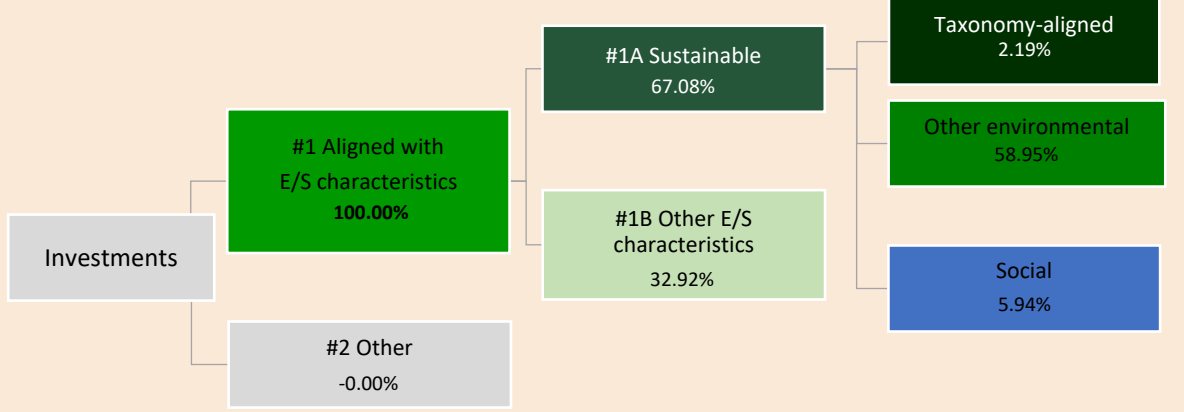 Investments
#1 Aligned with
E/S characteristics
100.00%
#2 Other
-0.00%
#1A Sustainable
67.08%
#1B Other E/S
characteristics
32.92%
Taxonomy-aligned
2.19%
Other environmental
58.95%
Social
5.94%